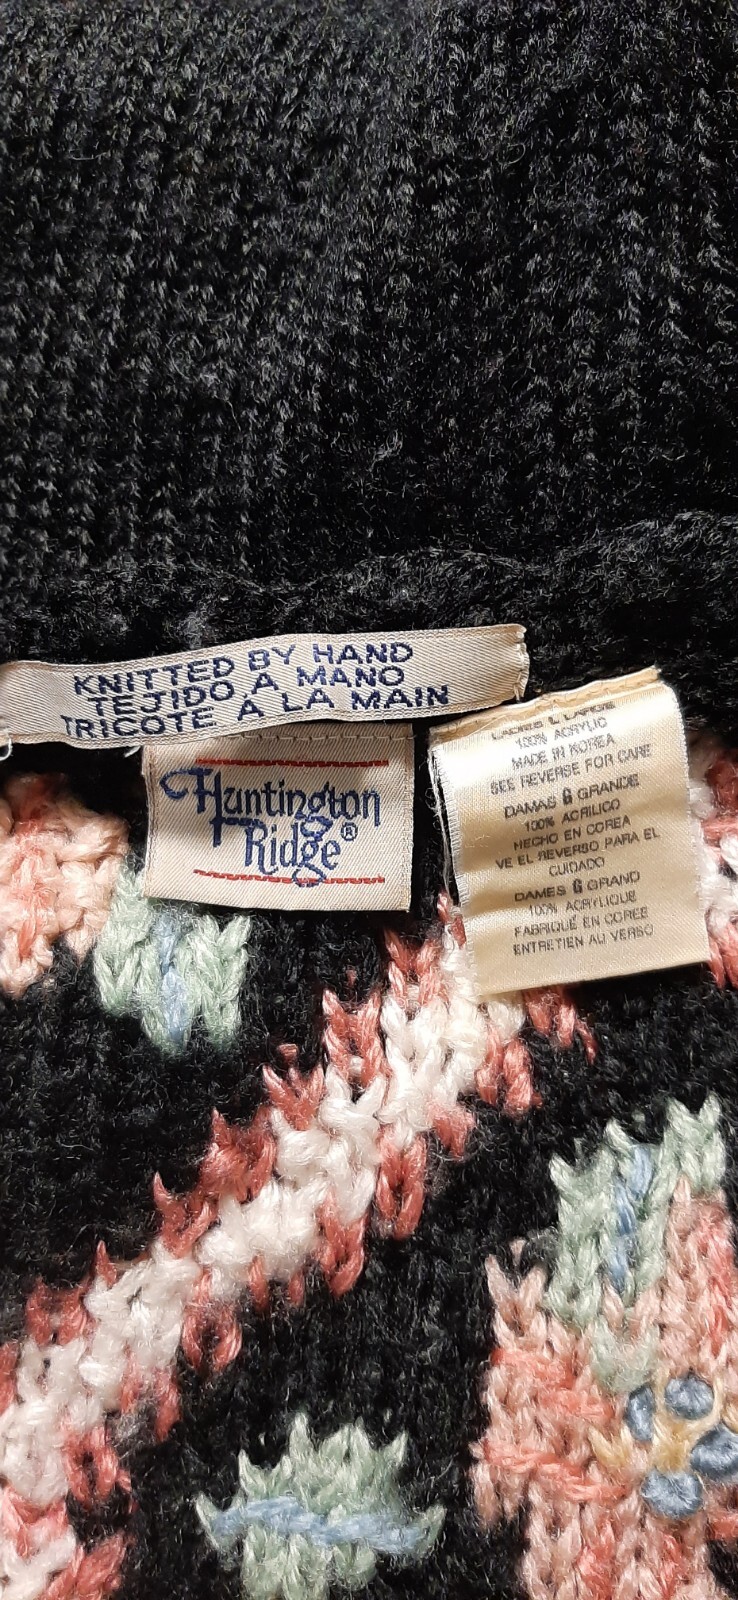 KNITTED BY HAND
TEJIDO A MANO
TRICOTE A LA MAIN
Huntington
Ridge®
LADIES L LARGE
100% ACRYLIC
MADE IN KOREA
SEE REVERSE FOR CARE
DAMAS G GRANDE
100% ACRILICO
HECHO EN COREA
VE EL REVERSO PARA EL
CUIDADO
DAMES G GRAND
100% ACRYLIQUE
FABRIQUÉ EN COREE
ENTRETIEN AU VERSO